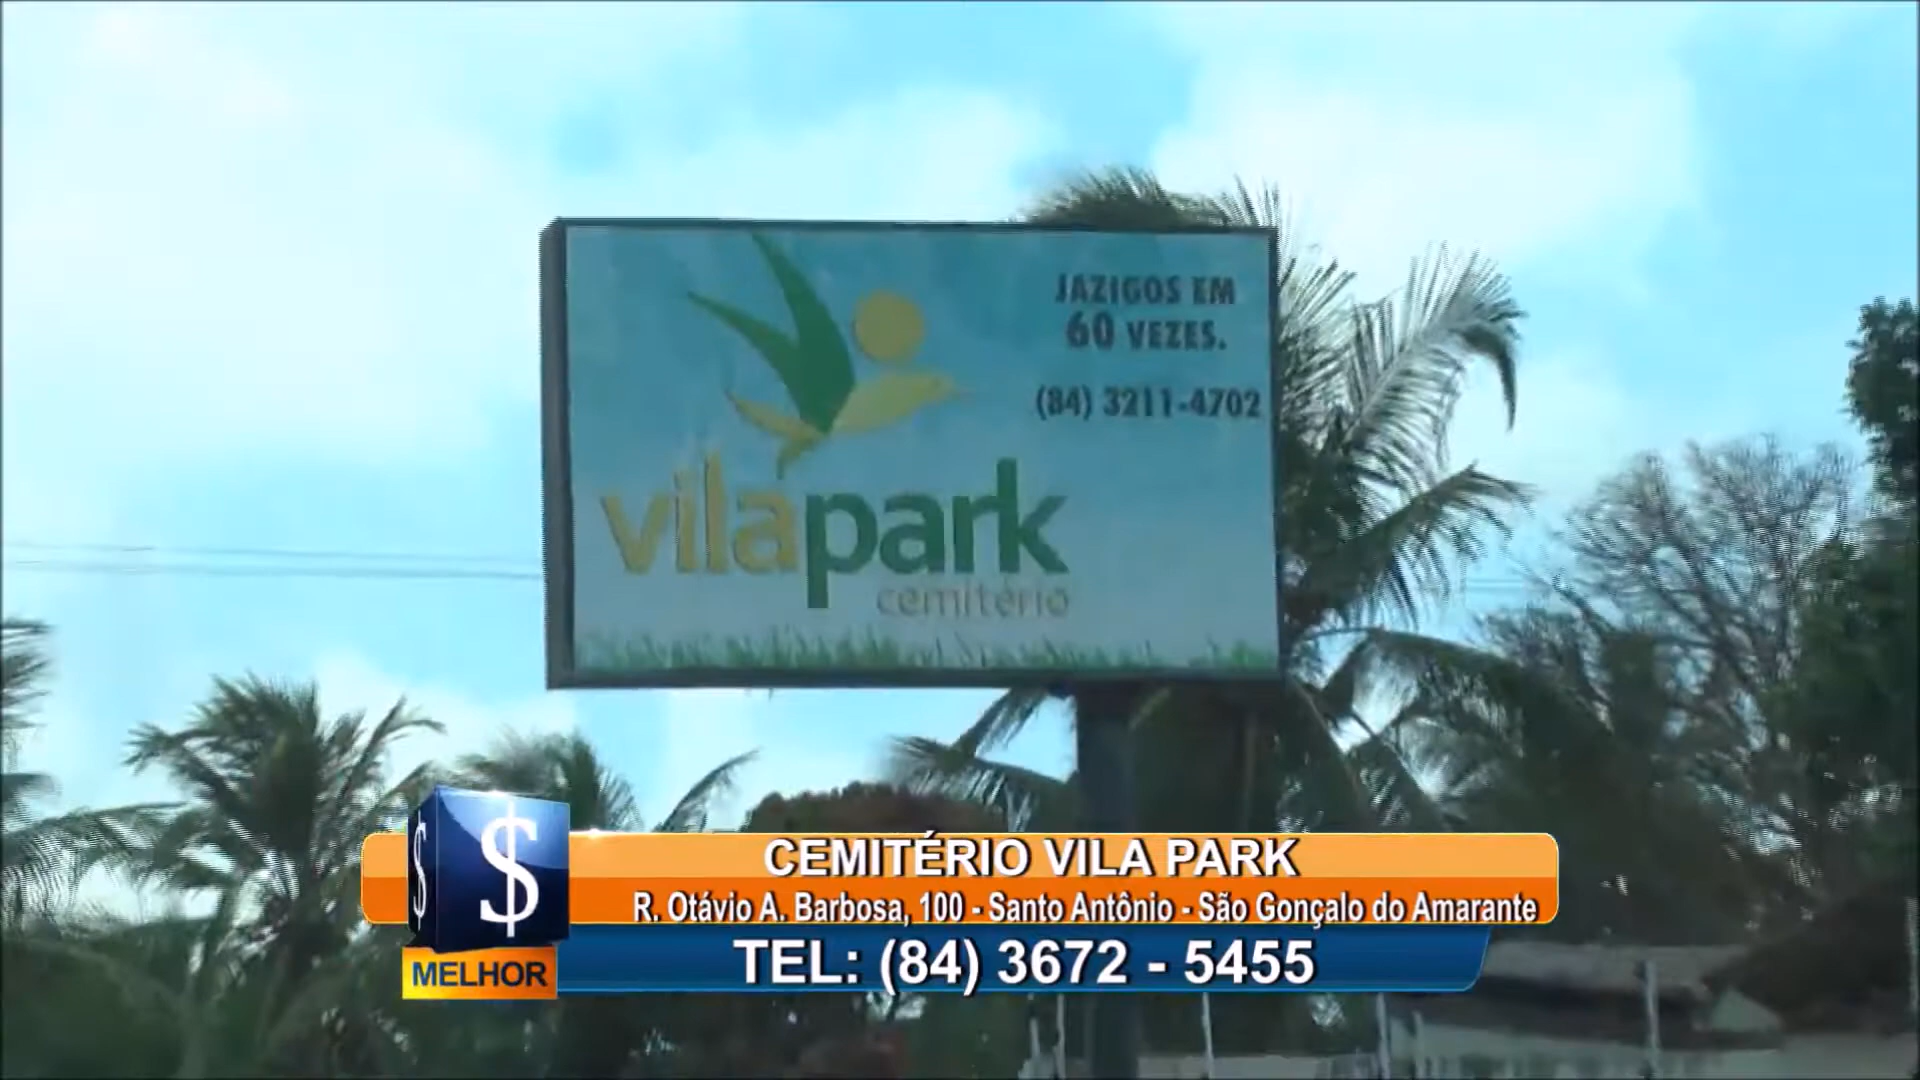 JAZIGOS EM
60 VEZES.
(84) 3211-4702
vilapark
cemitério
$ $
MELHOR
CEMITÉRIO VILA PARK
R. Otávio A. Barbosa, 100 - Santo Antônio - São Gonçalo do Amarante
TEL: (84) 3672 - 5455